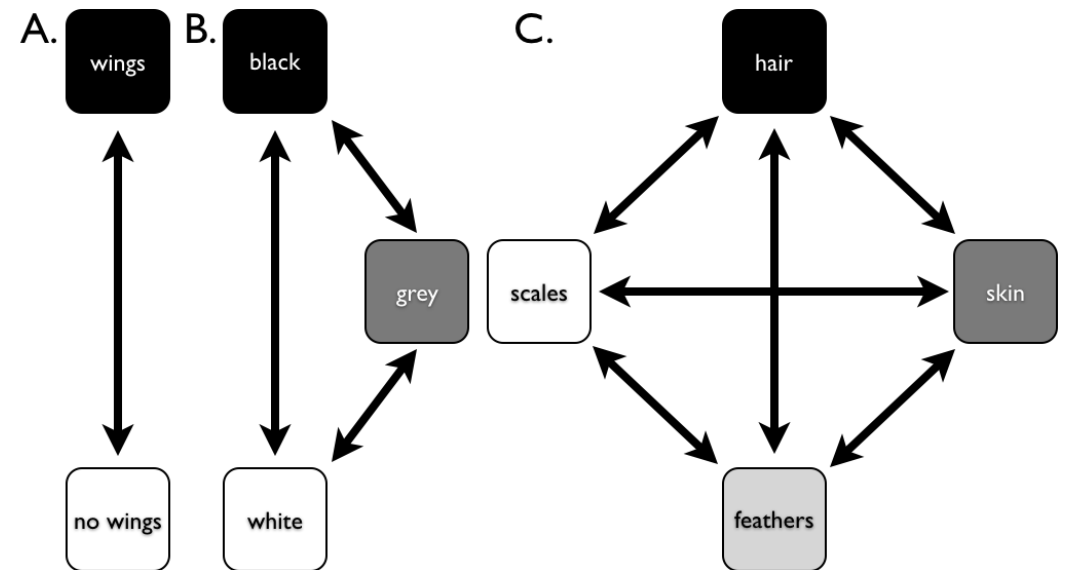 A.
wings
no wings
B.
black
grey
white
C.
hair
scales
skin
feathers